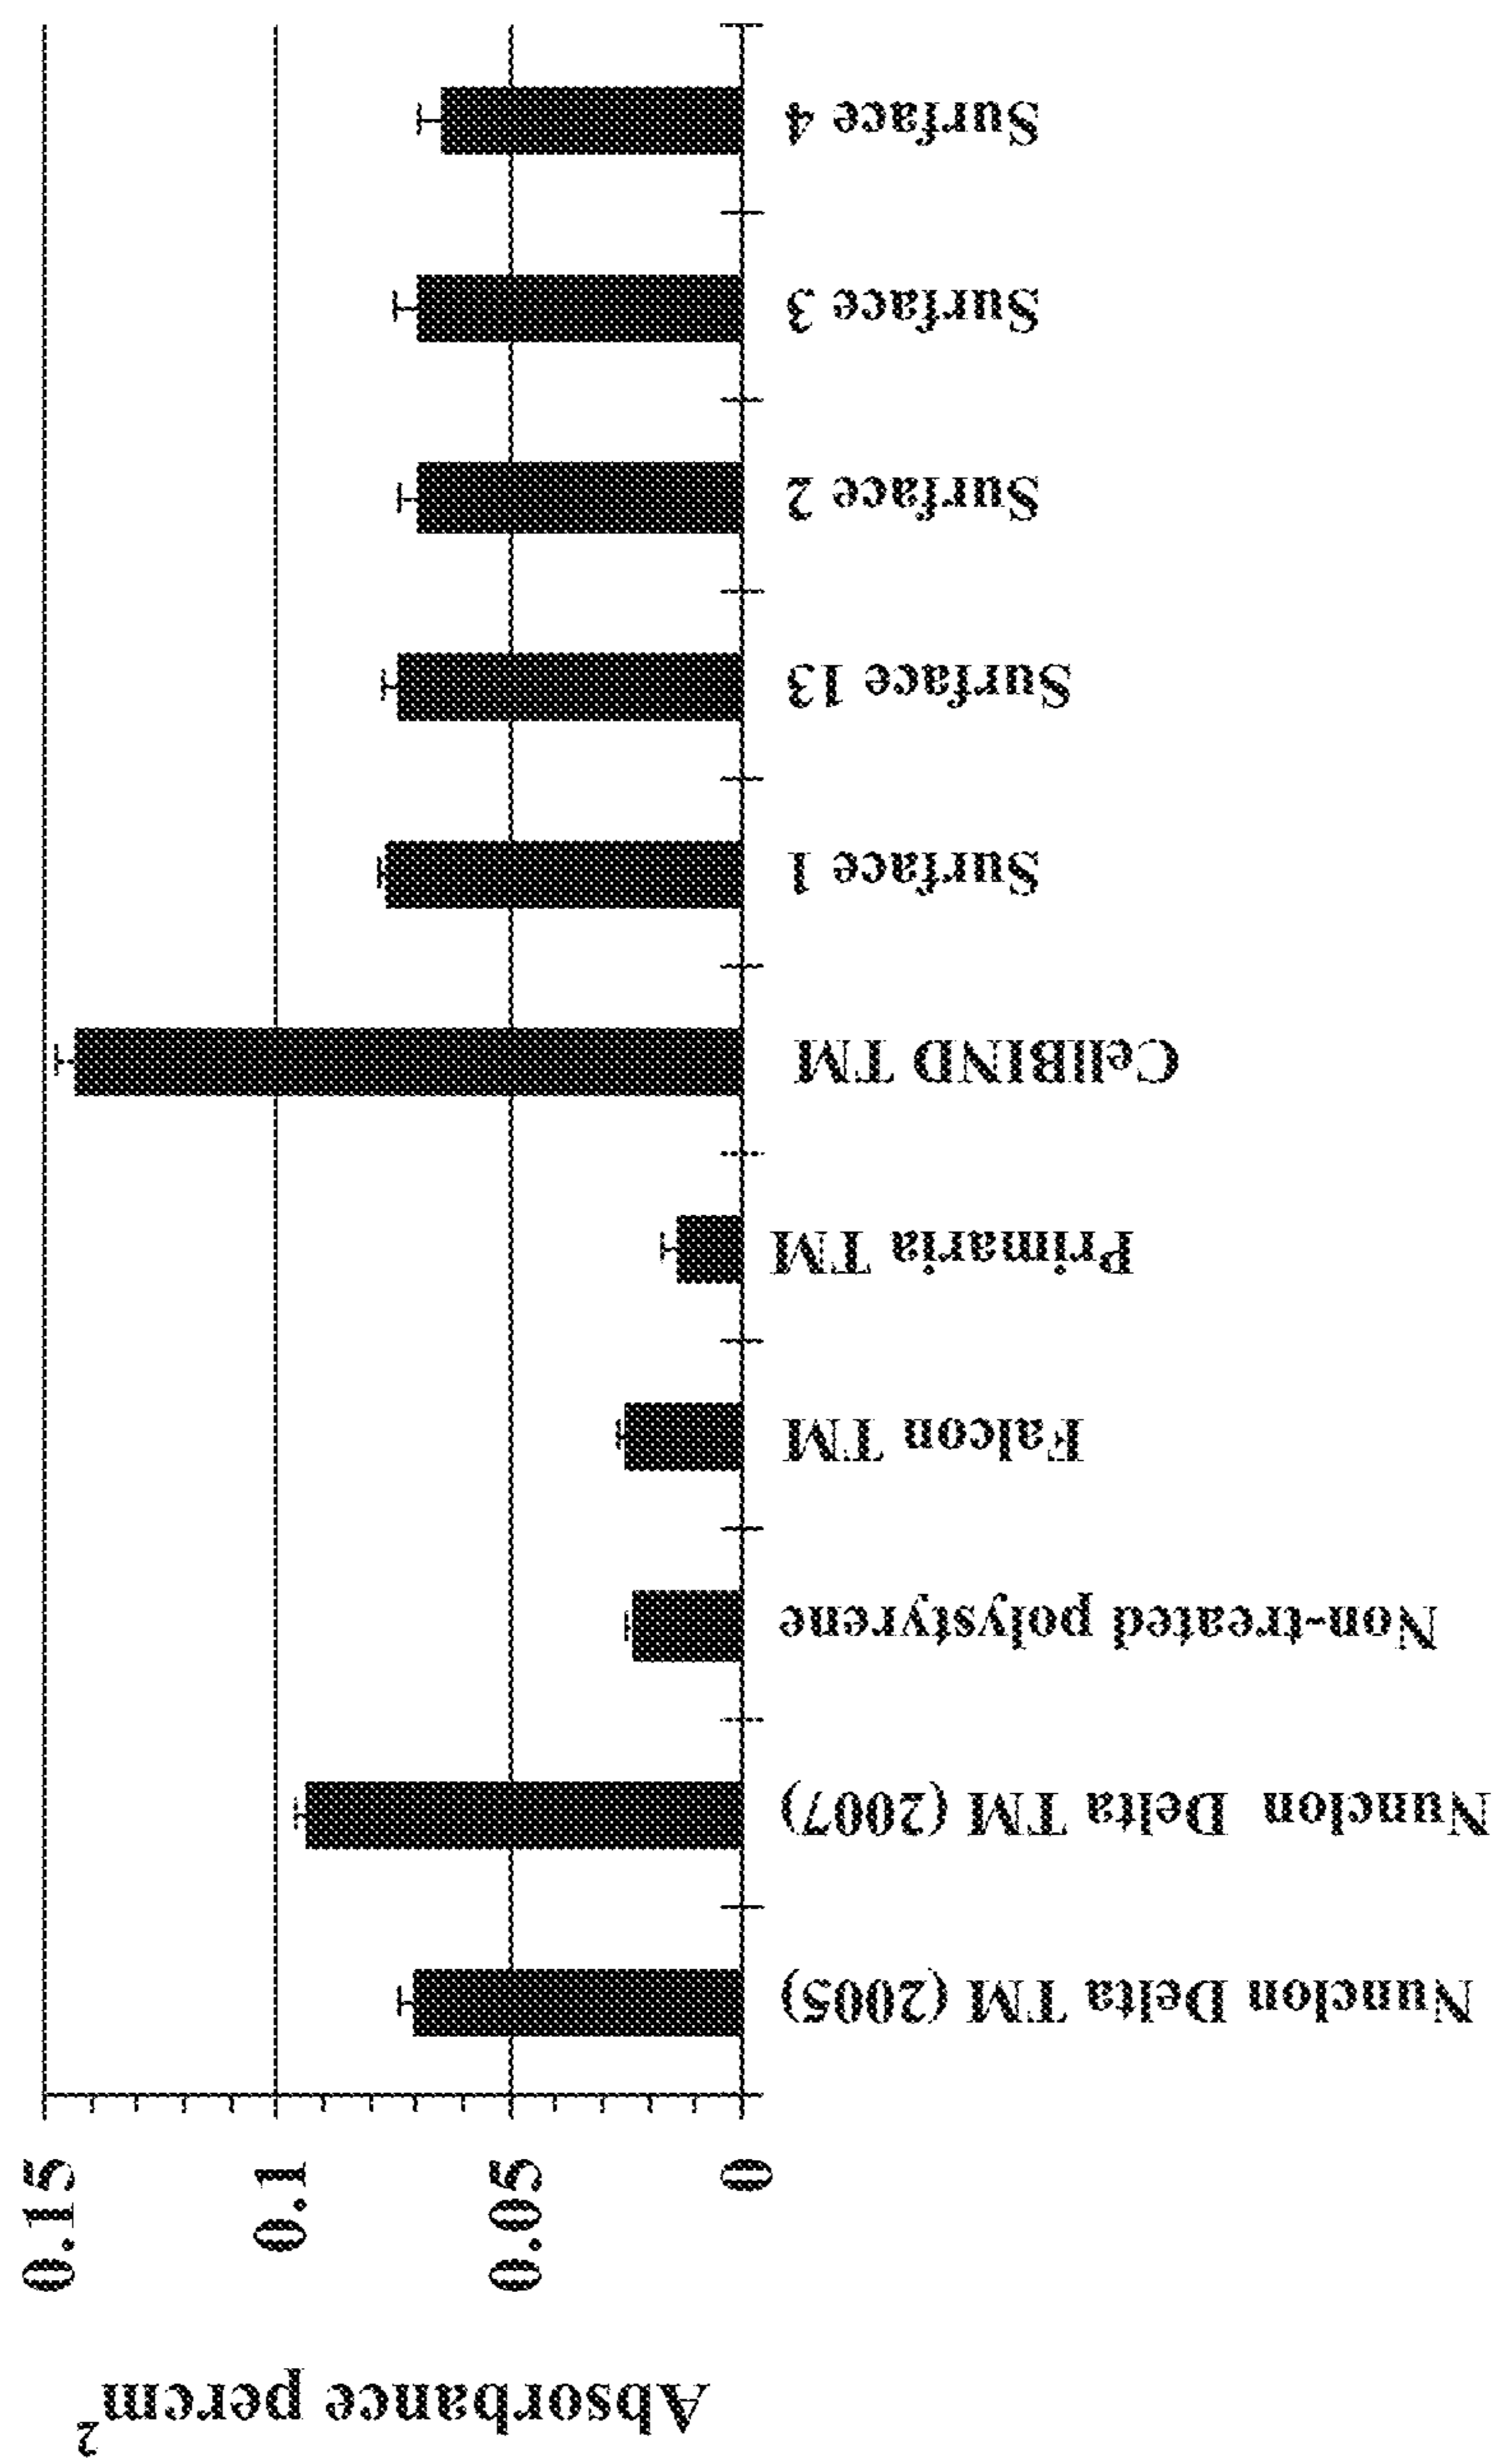 Absorbance percm²
0.15
0.1
0.05
0
Nunclon Delta TM (2005)
Nunclon Delta TM (2007)
Non-treated polystyrene
Falcon TM
Primaria TM
CellBIND TM
Surface 1
Surface 13
Surface 2
Surface 3
Surface 4